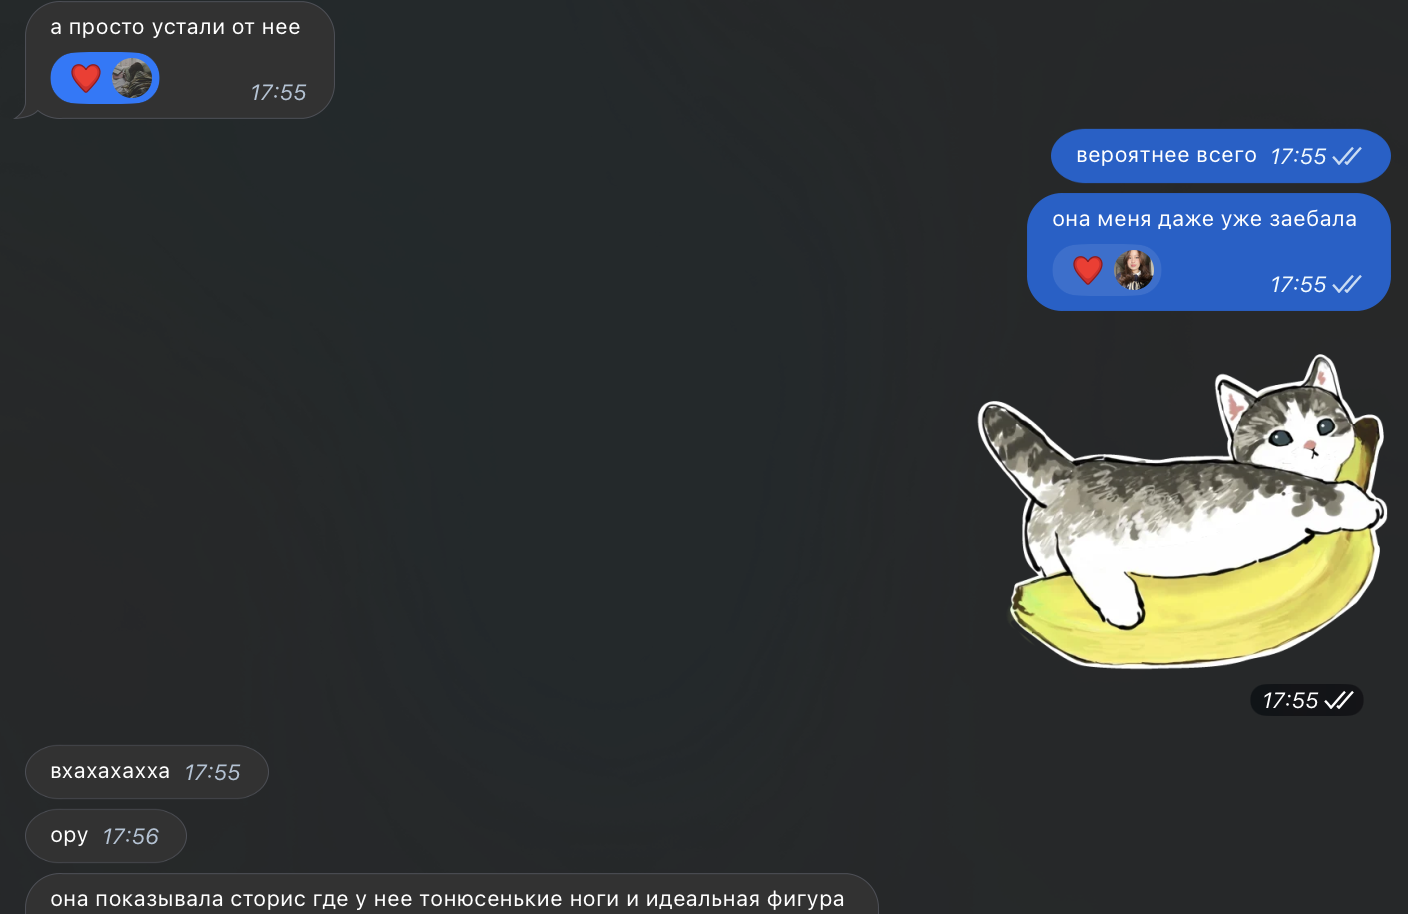 а просто устали от нее
17:55
вероятнее всего 17:55
она меня даже уже заебала
17:55
17:55
вхахахахха 17:55
ору 17:56
она показывала сторис где у нее тонюсенькие ноги и идеальная фигура